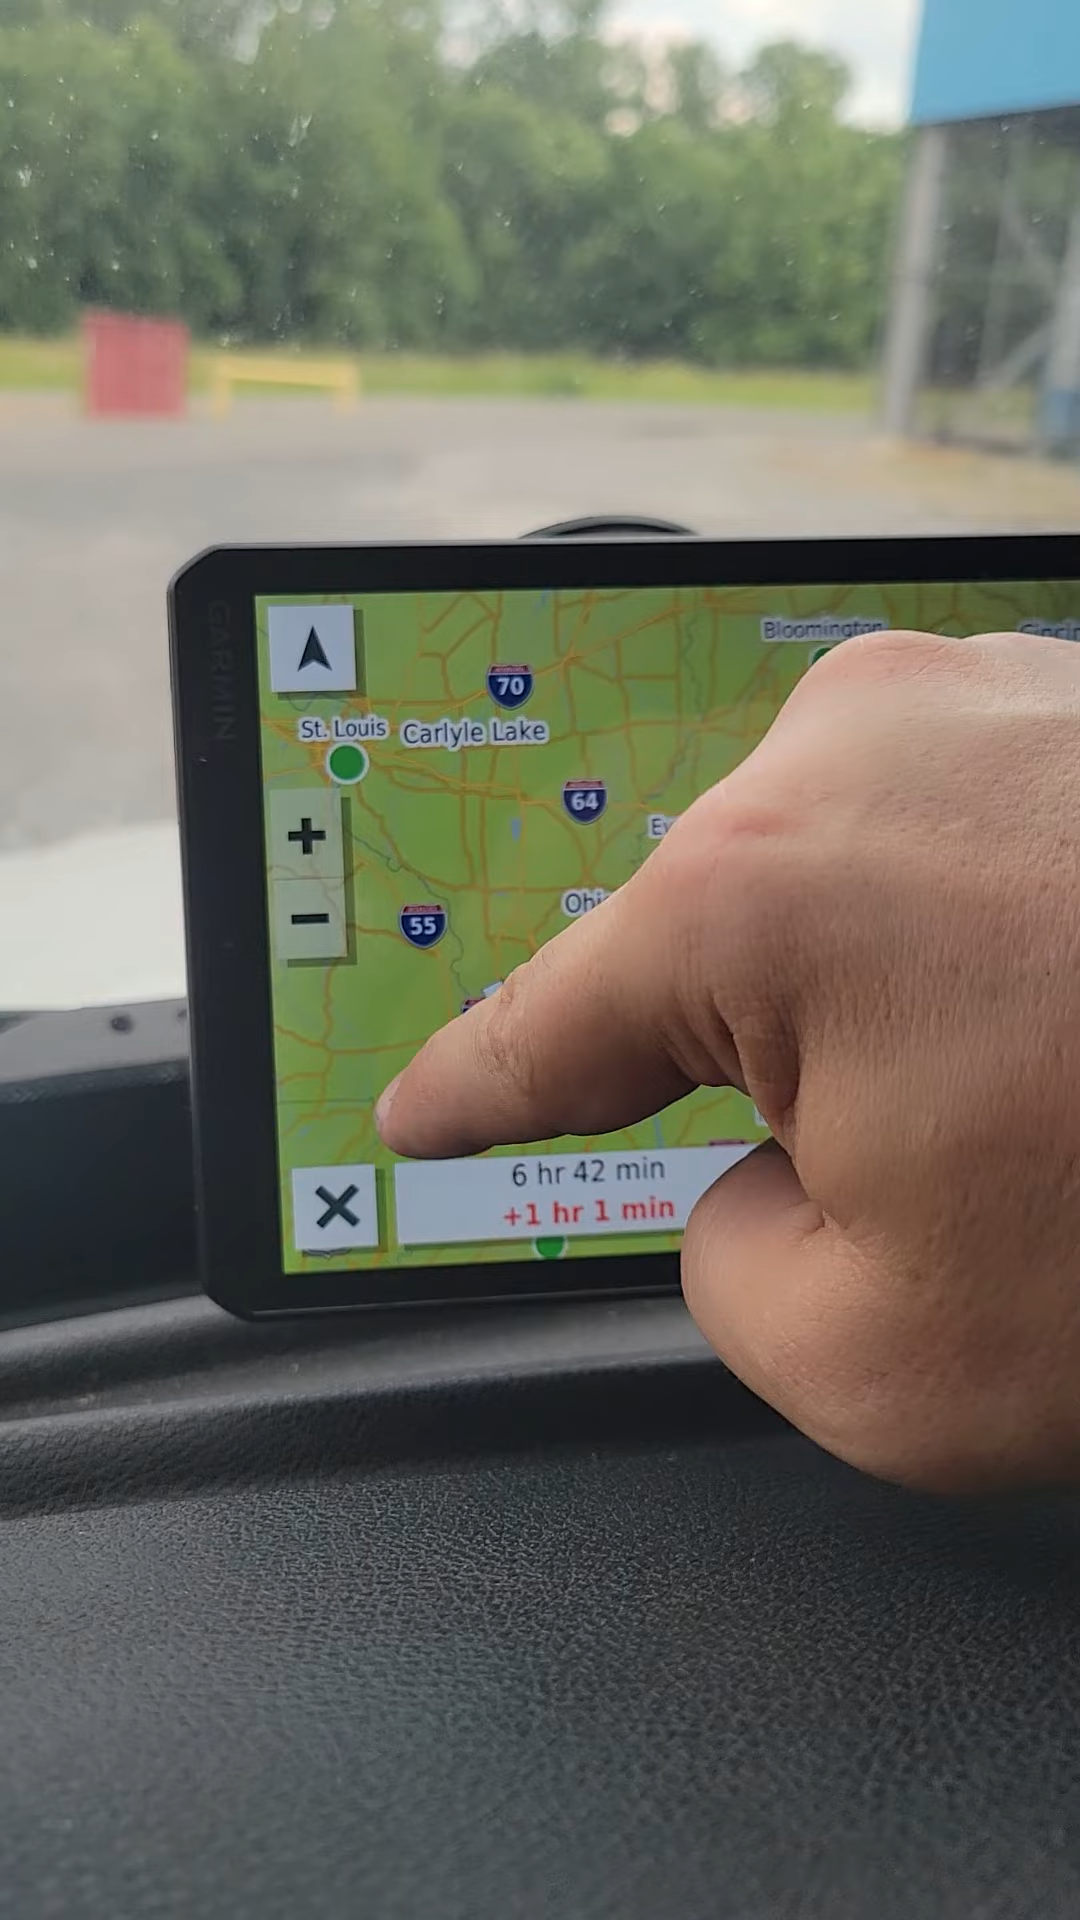 GARMIN
Bloomington
70
St. Louis
Carlyle Lake
64
55
6 hr 42 min
+1 hr 1 min